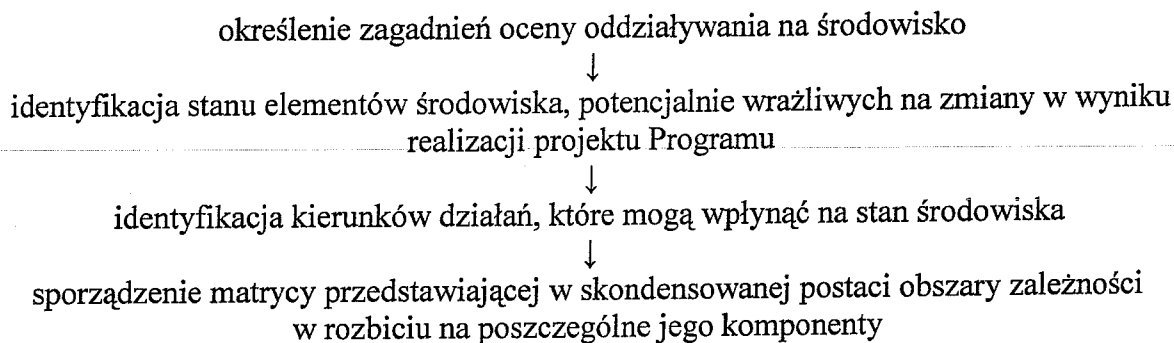 określenie zagadnień oceny oddziaływania na środowisko
↓
identyfikacja stanu elementów środowiska, potencjalnie wrażliwych na zmiany w wyniku
realizacji projektu Programu
↓
identyfikacja kierunków działań, które mogą wpłynąć na stan środowiska
↓
sporządzenie matrycy przedstawiającej w skondensowanej postaci obszary zależności
w rozbiciu na poszczególne jego komponenty